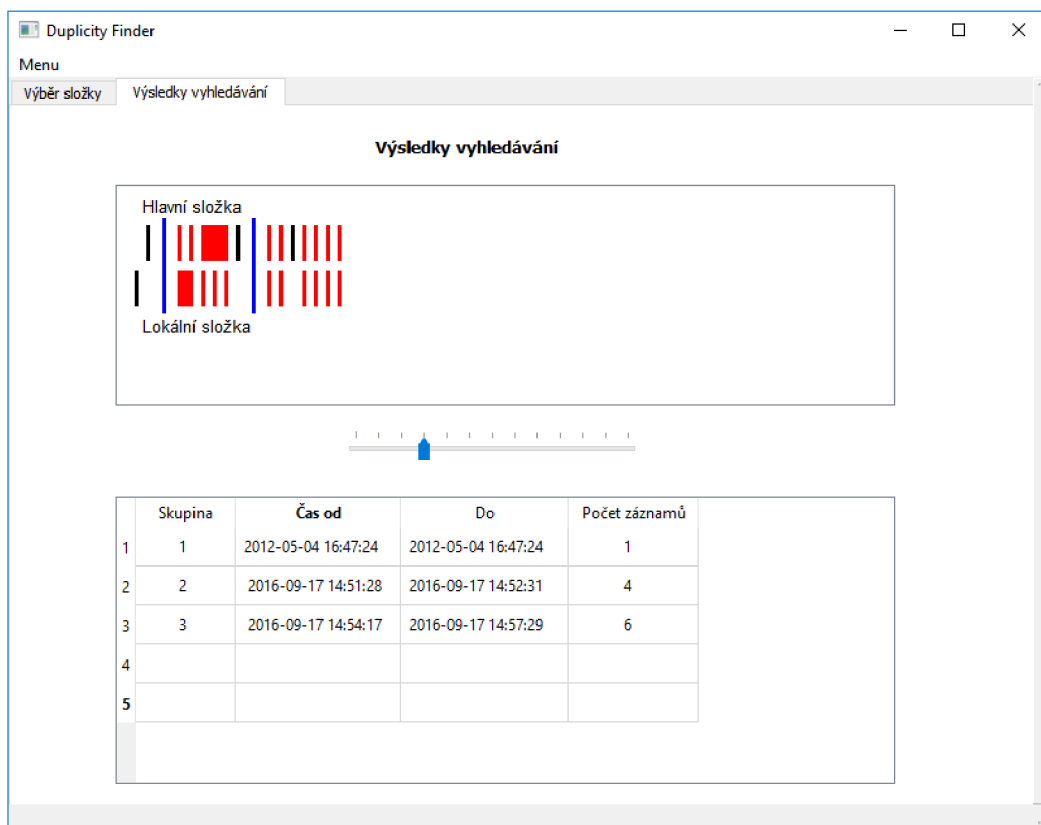 Duplicity Finder
Menu
Výběr složky Výsledky vyhledávání
Výsledky vyhledávání
Hlavní složka
Lokální složka
Skupina Čas od Do Počet záznamů
1 1 2012-05-04 16:47:24 2012-05-04 16:47:24 1
2 2 2016-09-17 14:51:28 2016-09-17 14:52:31 4
3 3 2016-09-17 14:54:17 2016-09-17 14:57:29 6
4
5